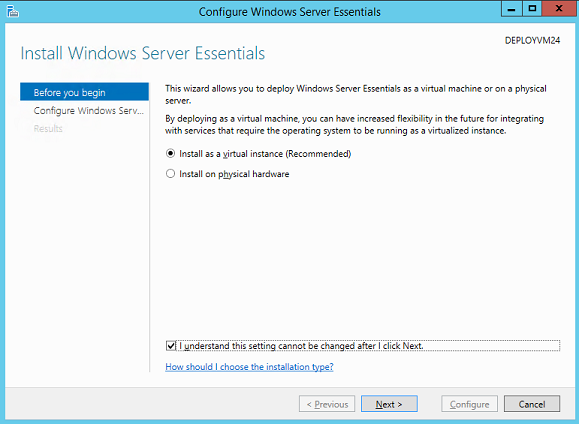 Configure Windows Server Essentials
DEPLOYVM24
Install Windows Server Essentials
Before you begin
Configure Windows Serv...
Results
This wizard allows you to deploy Windows Server Essentials as a virtual machine or on a physical
server.
By deploying as a virtual machine, you can have increased flexibility in the future for integrating
with services that require the operating system to be running as a virtualized instance.
Install as a virtual instance (Recommended)
Install on physical hardware
I understand this setting cannot be changed after I click Next.
How should I choose the installation type?
< Previous
Next >
Configure
Cancel